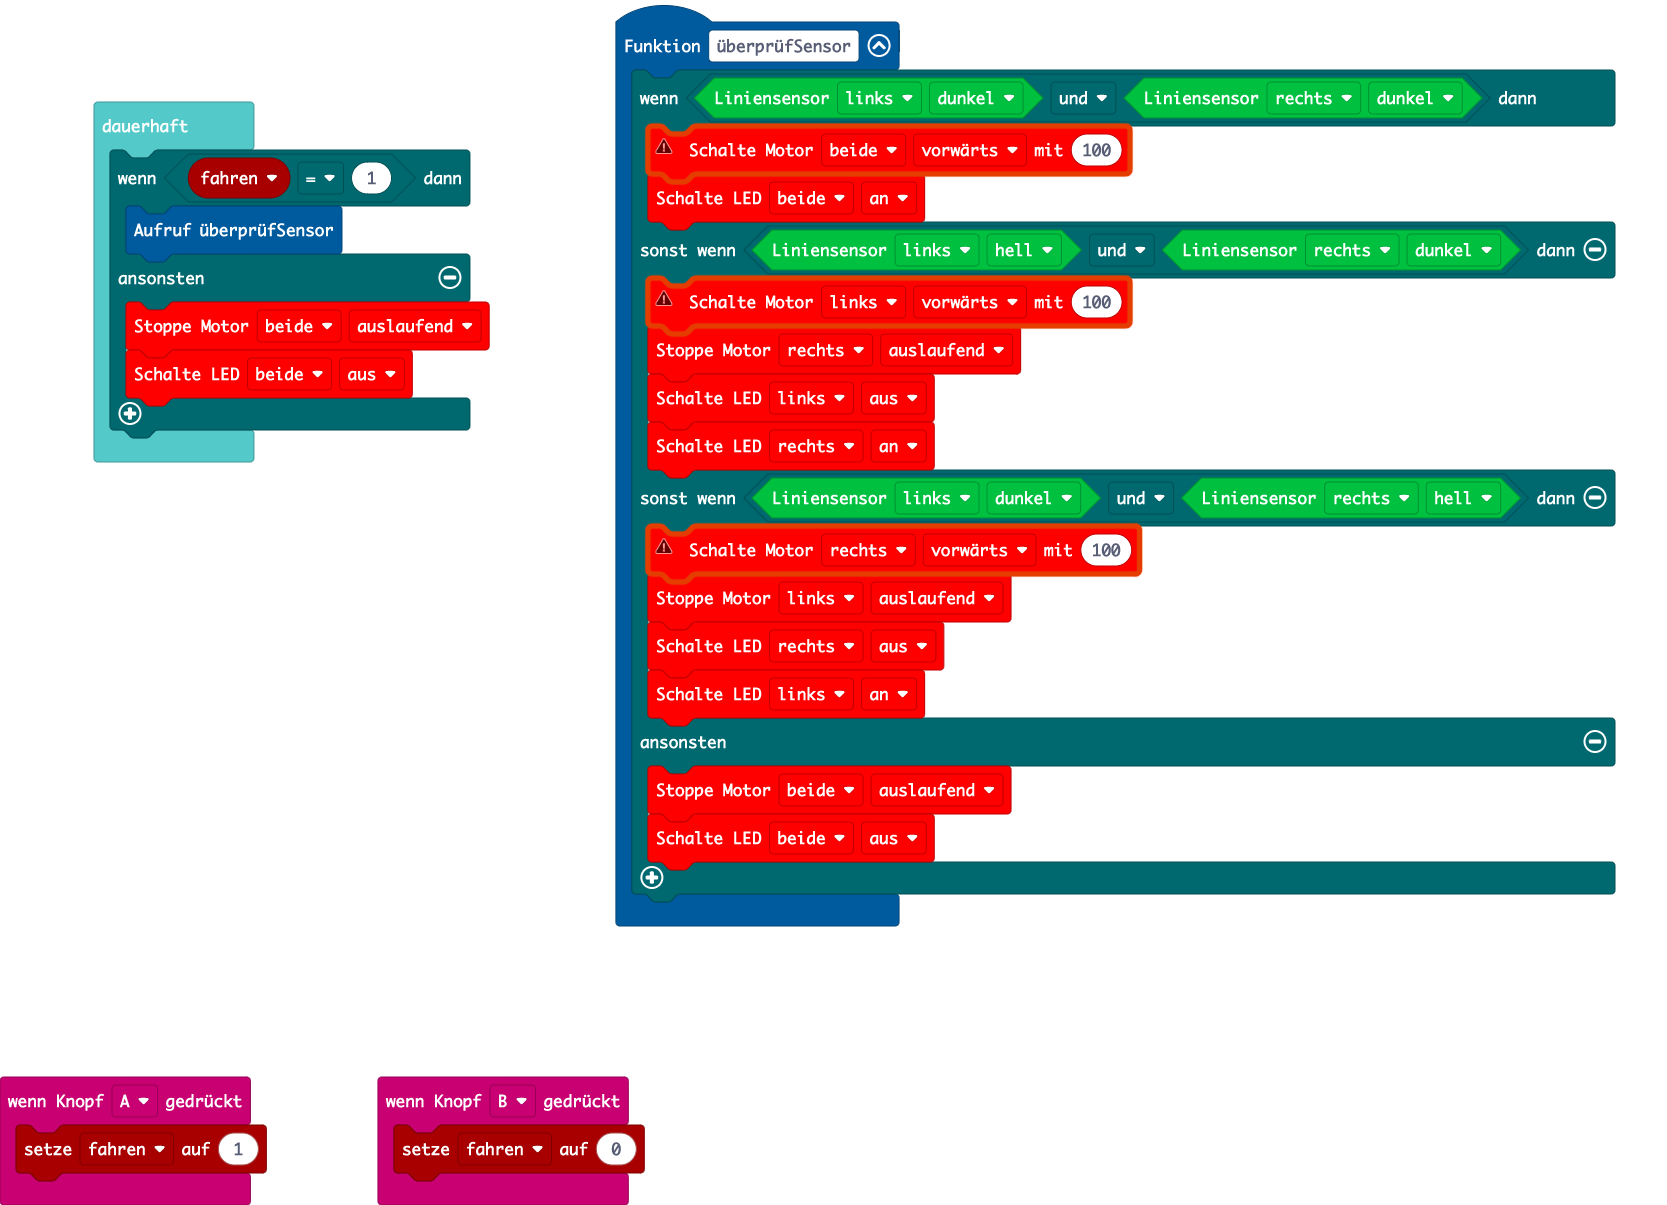 dauerhaft
wenn fahren = 1 dann
Aufruf überprüfSensor
ansonsten
Stoppe Motor beide auslaufend
Schalte LED beide aus
Funktion überprüfSensor
wenn Liniensensor links dunkel und Liniensensor rechts dunkel dann
Schalte Motor beide vorwärts mit 100
Schalte LED beide an
sonst wenn Liniensensor links hell und Liniensensor rechts dunkel dann
Schalte Motor links vorwärts mit 100
Stoppe Motor rechts auslaufend
Schalte LED links aus
Schalte LED rechts an
sonst wenn Liniensensor links dunkel und Liniensensor rechts hell dann
Schalte Motor rechts vorwärts mit 100
Stoppe Motor links auslaufend
Schalte LED rechts aus
Schalte LED links an
ansonsten
Stoppe Motor beide auslaufend
Schalte LED beide aus
wenn Knopf A gedrückt
setze fahren auf 1
wenn Knopf B gedrückt
setze fahren auf 0